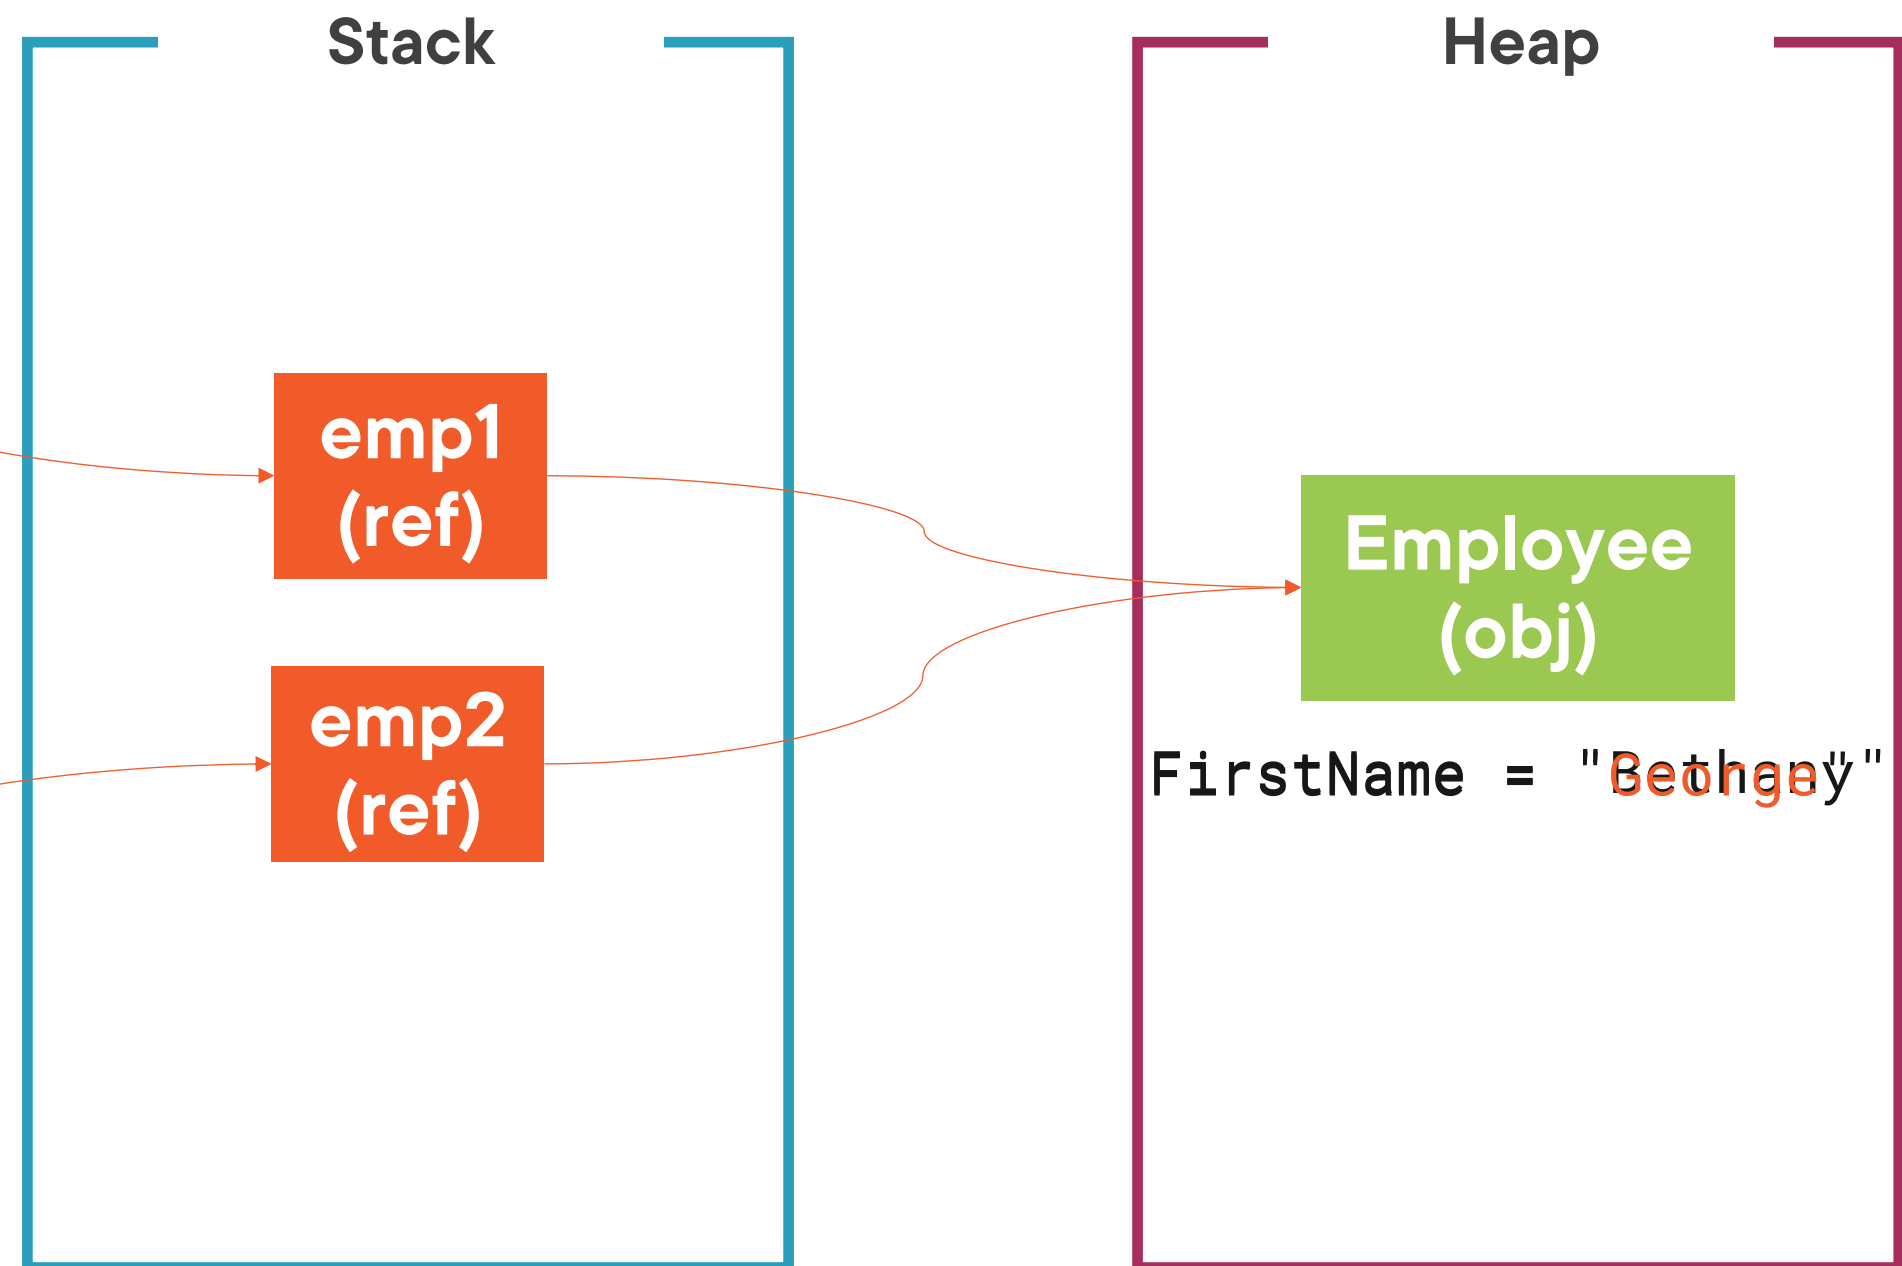 Stack
Heap
emp1
(ref)
Employee
(obj)
emp2
(ref)
FirstName = "Bethany"
George"